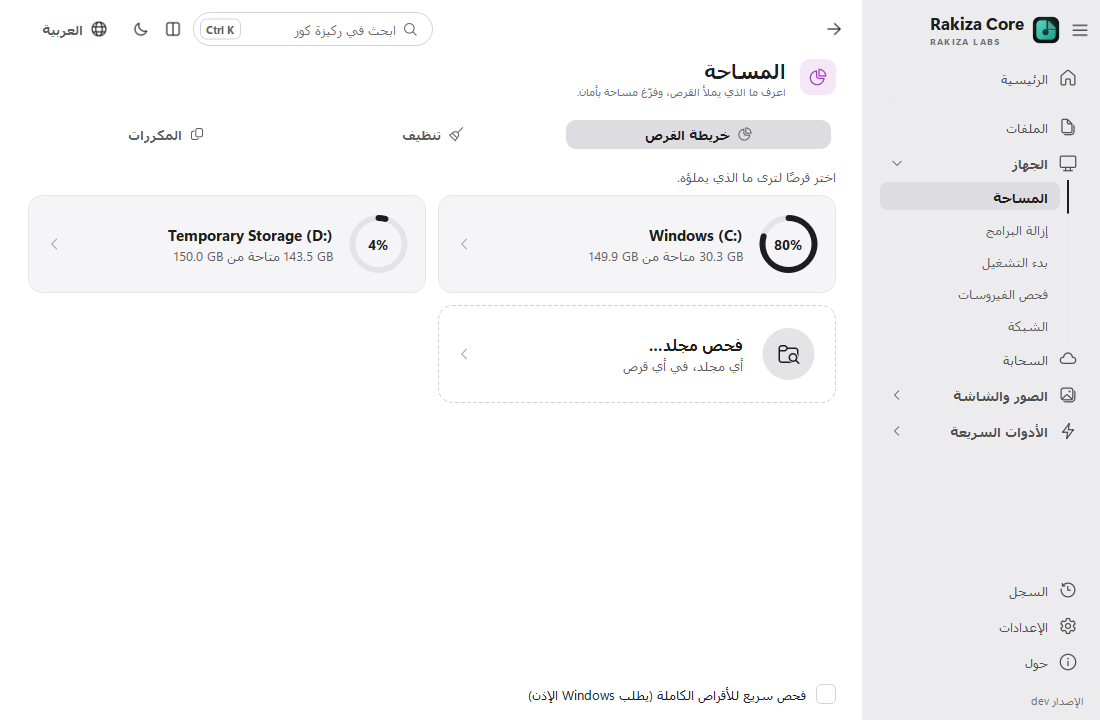 Rakiza Core
RAKIZA LABS
الرئيسية
الملفات
الجهاز
المساحة
إزالة البرامج
بدء التشغيل
فحص الفيروسات
الشبكة
السحابة
الصور والشاشة
الأدوات السريعة
السجل
الإعدادات
حول
الإصدار dev
ابحث في ركيزة كور
Ctrl K
العربية
المساحة
اعرف ما الذي يملأ القرص، وفرّغ مساحة بأمان.
خريطة القرص
تنظيف
المكررات
اختر قرصًا لترى ما الذي يملؤه.
80%
Windows (C:)
30.3 GB متاحة من 149.9 GB
4%
Temporary Storage (D:)
143.5 GB متاحة من 150.0 GB
فحص مجلد...
أي مجلد، في أي قرص
فحص سريع للأقراص الكاملة (يطلب Windows الإذن)